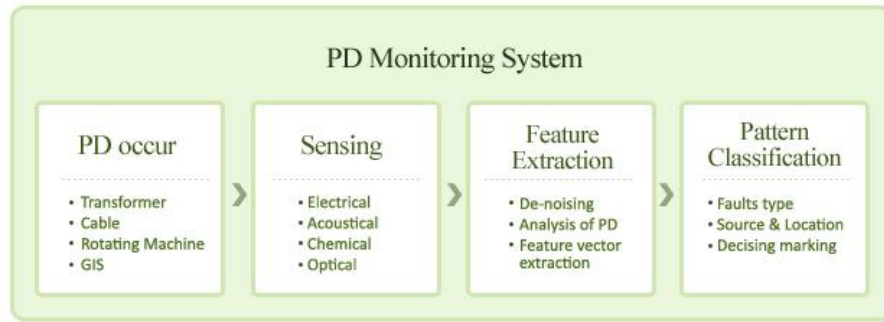 PD Monitoring System
PD occur
• Transformer
• Cable
• Rotating Machine
• GIS
Sensing
• Electrical
• Acoustical
• Chemical
• Optical
Feature
Extraction
• De-noising
• Analysis of PD
• Feature vector
extraction
Pattern
Classification
• Faults type
• Source & Location
• Decising marking